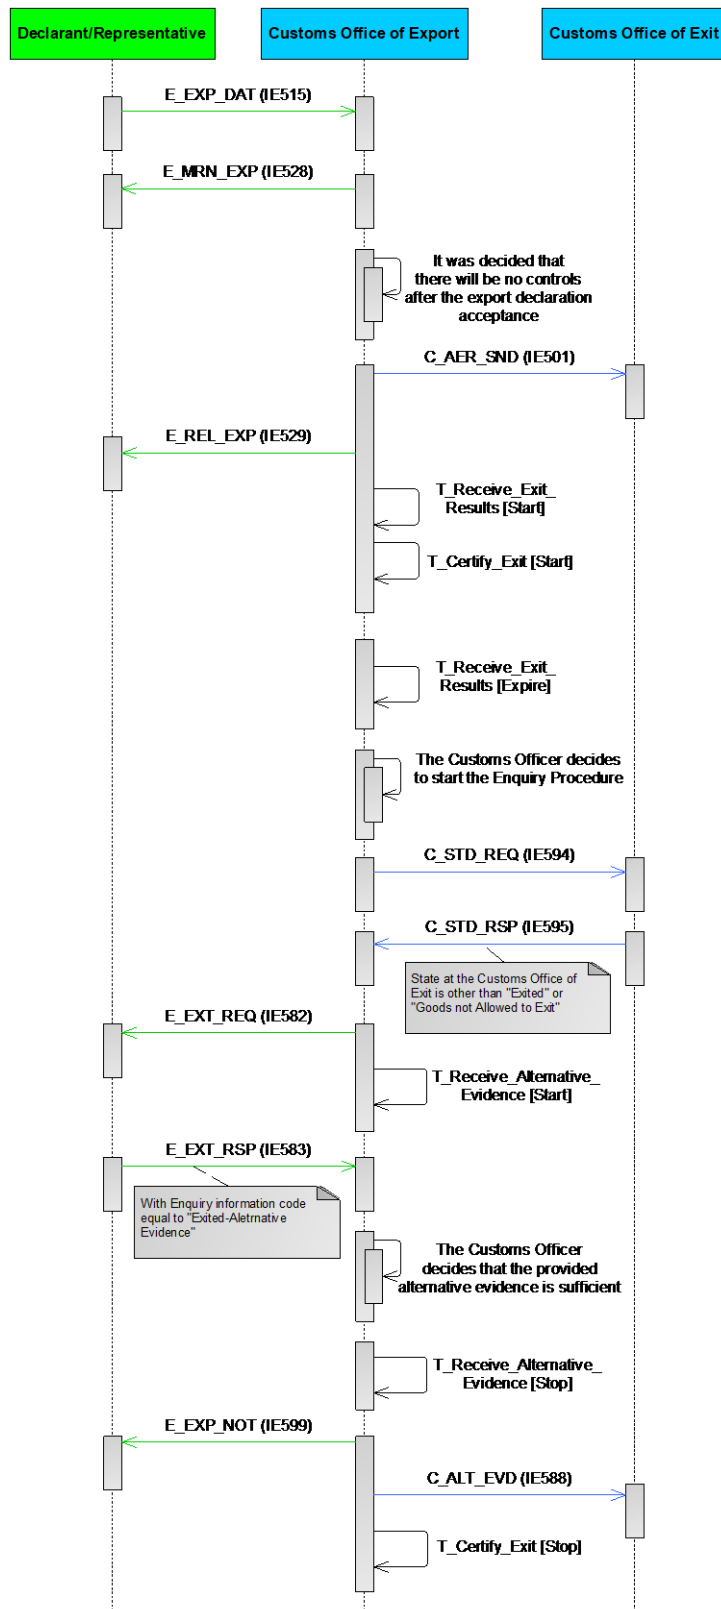 Declarant/Representative
Customs Office of Export
Customs Office of Exit
E_EXP_DAT (IE515)
E_MRN_EXP (IE528)
It was decided that
there will be no controls
after the export declaration
acceptance
C_AER_SND (IE501)
E_REL_EXP (IE529)
T_Receive_Exit_
Results [Start]
T_Certify_Exit [Start]
T_Receive_Exit_
Results [Expire]
The Customs Officer decides
to start the Enquiry Procedure
C_STD_REQ (IE594)
C_STD_RSP (IE595)
State at the Customs Office of
Exit is other than "Exited" or
"Goods not Allowed to Exit"
E_EXT_REQ (IE582)
T_Receive_Alternative_
Evidence [Start]
E_EXT_RSP (IE583)
With Enquiry information code
equal to "Exited-Aletrnative
Evidence"
The Customs Officer
decides that the provided
alternative evidence is sufficient
T_Receive_Alternative_
Evidence [Stop]
E_EXP_NOT (IE599)
C_ALT_EVD (IE588)
T_Certify_Exit [Stop]